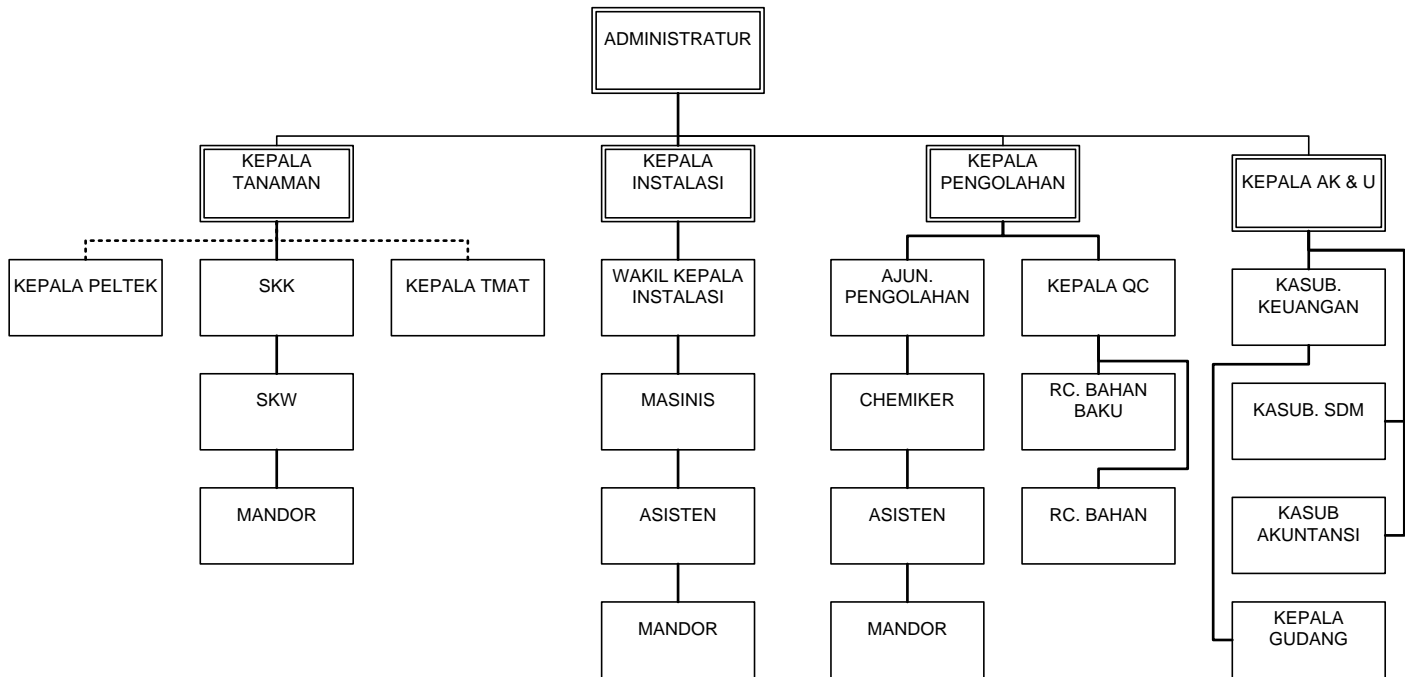 ADMINISTRATUR
KEPALA
TANAMAN
KEPALA
INSTALASI
KEPALA
PENGOLAHAN
KEPALA AK & U
KEPALA PELTEK
SKK
KEPALA TMAT
WAKIL KEPALA
INSTALASI
AJUN.
PENGOLAHAN
KEPALA QC
KASUB.
KEUANGAN
SKW
MASINIS
CHEMIKER
RC. BAHAN
BAKU
KASUB. SDM
MANDOR
ASISTEN
ASISTEN
RC. BAHAN
KASUB
AKUNTANSI
MANDOR
MANDOR
KEPALA
GUDANG